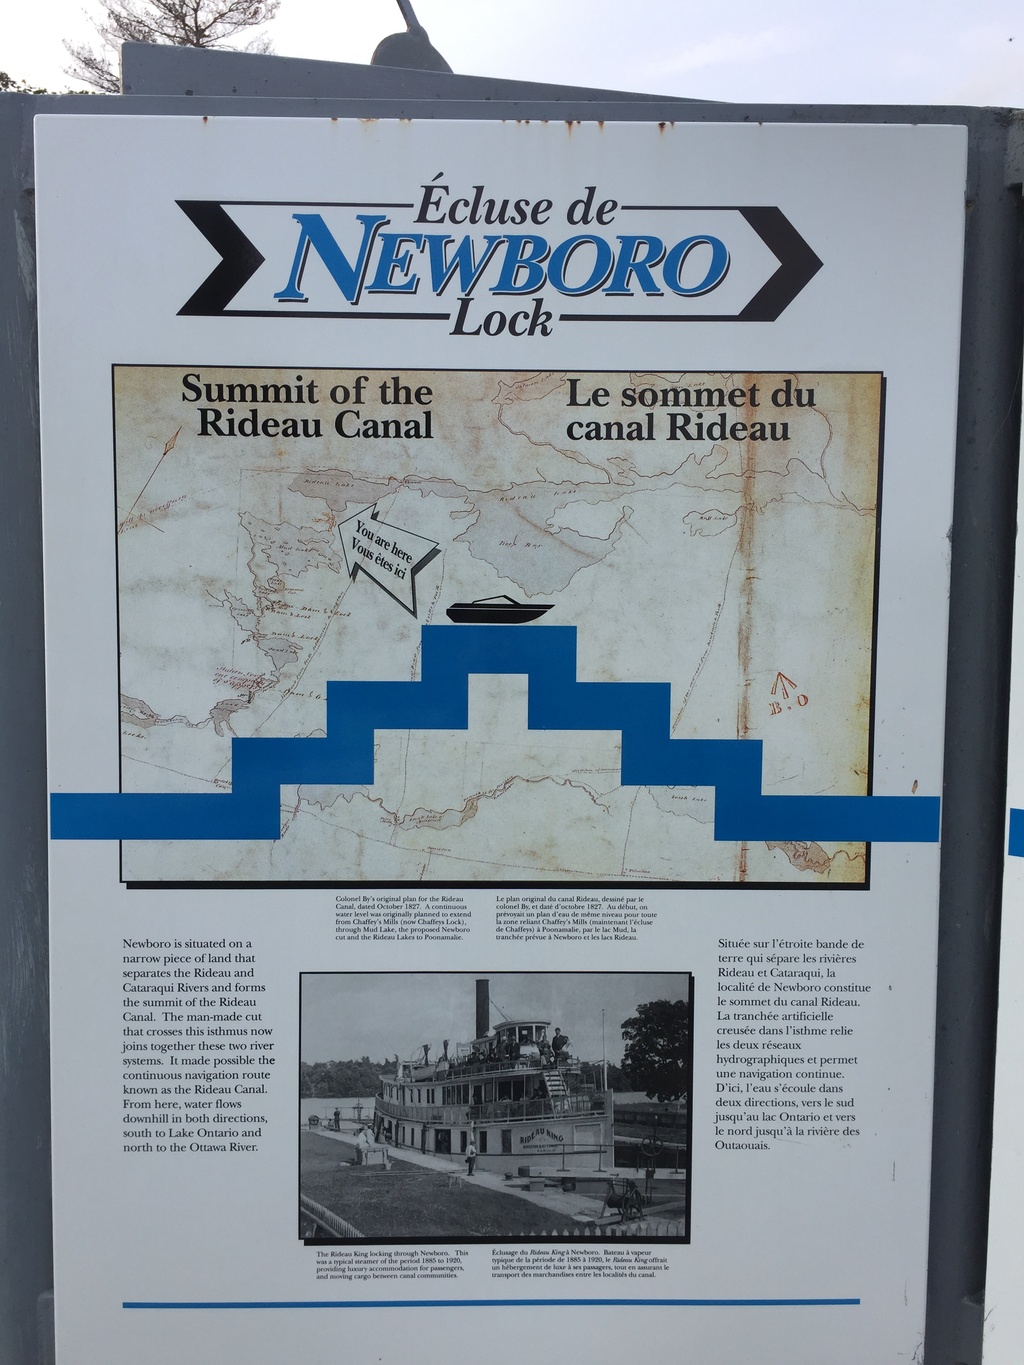 Écluse de
NEWBORO
Lock
Summit of the
Rideau Canal
Le sommet du
canal Rideau
Rideau Lake
Rideau Lake
You are here
Vous êtes ici
B.O
Colonel By's original plan for the Rideau
Canal, dated October 1827. A continuous
water level was originally planned to extend
from Chaffey's Mills (now Chaffeys Lock),
through Mud Lake, the proposed Newboro
cut and the Rideau Lakes to Poonamalie.
Le plan original du canal Rideau, dessiné par le
colonel By, et daté d'octobre 1827. Au début, on
prévoyait un plan d'eau de même niveau pour toute
la zone reliant Chaffey's Mills (maintenant l'écluse
de Chaffeys) à Poonamalie, par le lac Mud, la
tranchée prévue à Newboro et les lacs Rideau.
Newboro is situated on a
narrow piece of land that
separates the Rideau and
Cataraqui Rivers and forms
the summit of the Rideau
Canal. The man-made cut
that crosses this isthmus now
joins together these two river
systems. It made possible the
continuous navigation route
known as the Rideau Canal.
From here, water flows
downhill in both directions,
south to Lake Ontario and
north to the Ottawa River.
Située sur l'étroite bande de
terre qui sépare les rivières
Rideau et Cataraqui, la
localité de Newboro constitue
le sommet du canal Rideau.
La tranchée artificielle
creusée dans l'isthme relie
les deux réseaux
hydrographiques et permet
une navigation continue.
D'ici, l'eau s'écoule dans
deux directions, vers le sud
jusqu'au lac Ontario et vers
le nord jusqu'à la rivière des
Outaouais.
RIDEAU KING
The Rideau King locking through Newboro. This
was a typical steamer of the period 1885 to 1920,
providing luxury accommodation for passengers,
and moving cargo between canal communities.
Éclusage du Rideau King à Newboro. Bateau à vapeur
typique de la période de 1885 à 1920, le Rideau King offrait
un hébergement de luxe à ses passagers, tout en assurant le
transport des marchandises entre les localités du canal.